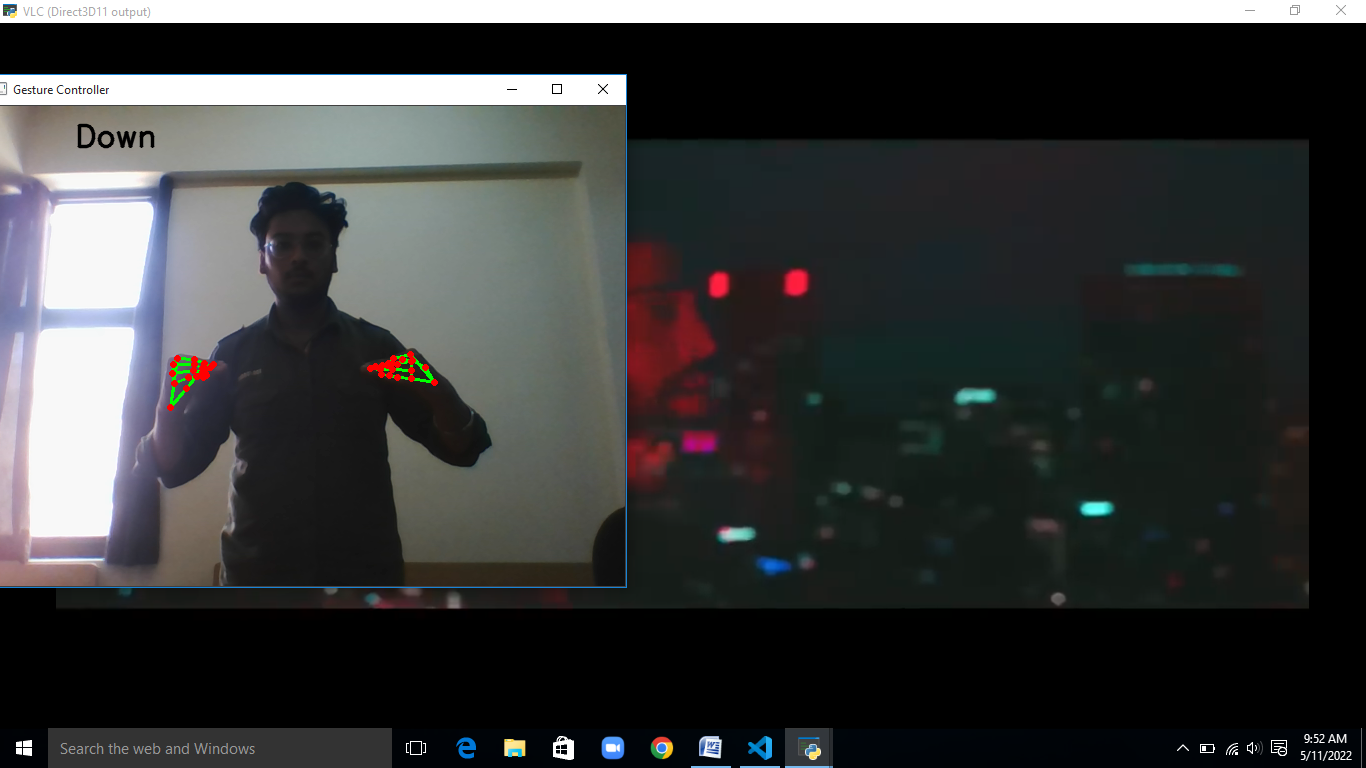 VLC (Direct3D11 output)
Gesture Controller
Down
Search the web and Windows
9:52 AM
5/11/2022